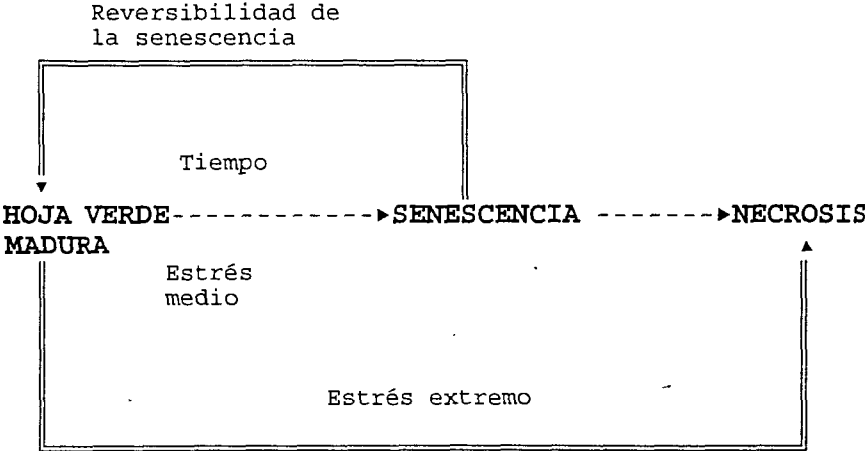 Reversibilidad de
la senescencia
Tiempo
HOJA VERDE SENESCENCIA NECROSIS
MADURA
Estrés
medio
Estrés extremo